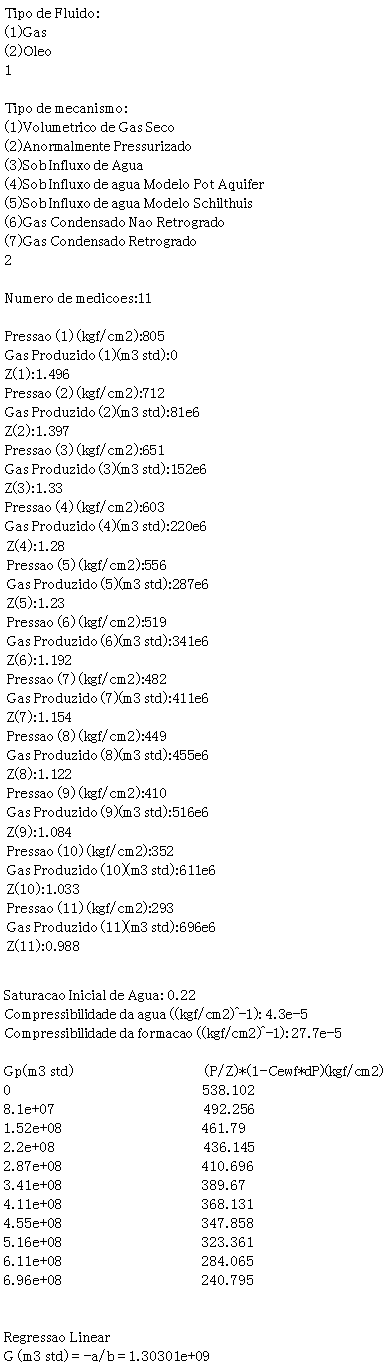 Tipo de Fluido:
(1)Gas
(2)Oleo
1
Tipo de mecanismo:
(1)Volumetrico de Gas Seco
(2)Anormalmente Pressurizado
(3)Sob Influxo de Agua
(4)Sob Influxo de agua Modelo Pot Aquifer
(5)Sob Influxo de agua Modelo Schilthuis
(6)Gas Condensado Nao Retrogrado
(7)Gas Condensado Retrogrado
2
Numero de medicoes:11
Pressao (1) (kgf/cm2):805
Gas Produzido (1)(m3 std):0
Z(1):1.496
Pressao (2) (kgf/cm2):712
Gas Produzido (2)(m3 std):81e6
Z(2):1.397
Pressao (3) (kgf/cm2):651
Gas Produzido (3)(m3 std):152e6
Z(3):1.33
Pressao (4) (kgf/cm2):603
Gas Produzido (4)(m3 std):220e6
Z(4):1.28
Pressao (5) (kgf/cm2):556
Gas Produzido (5)(m3 std):287e6
Z(5):1.23
Pressao (6) (kgf/cm2):519
Gas Produzido (6)(m3 std):341e6
Z(6):1.192
Pressao (7) (kgf/cm2):482
Gas Produzido (7)(m3 std):411e6
Z(7):1.154
Pressao (8) (kgf/cm2):449
Gas Produzido (8)(m3 std):455e6
Z(8):1.122
Pressao (9) (kgf/cm2):410
Gas Produzido (9)(m3 std):516e6
Z(9):1.084
Pressao (10) (kgf/cm2):352
Gas Produzido (10)(m3 std):611e6
Z(10):1.033
Pressao (11) (kgf/cm2):293
Gas Produzido (11)(m3 std):696e6
Z(11):0.988
Saturacao Inicial de Agua: 0.22
Compressibilidade da agua ((kgf/cm2)^-1): 4.3e-5
Compressibilidade da formacao ((kgf/cm2)^-1): 27.7e-5
Gp(m3 std) (P/Z)*(1-Cewf*dP)(kgf/cm2)
0 538.102
8.1e+07 492.256
1.52e+08 461.79
2.2e+08 436.145
2.87e+08 410.696
3.41e+08 389.67
4.11e+08 368.131
4.55e+08 347.858
5.16e+08 323.361
6.11e+08 284.065
6.96e+08 240.795
Regressao Linear
G (m3 std) = -a/b = 1.30301e+09